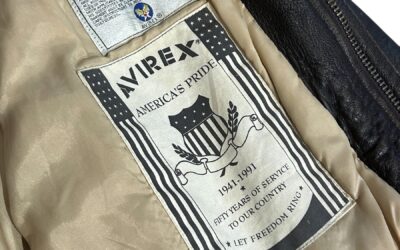 AVIREX
AMERICA'S PRIDE
1941-1991
FIFTY YEARS OF SERVICE
TO OUR COUNTRY
★ LET FREEDOM RING ★